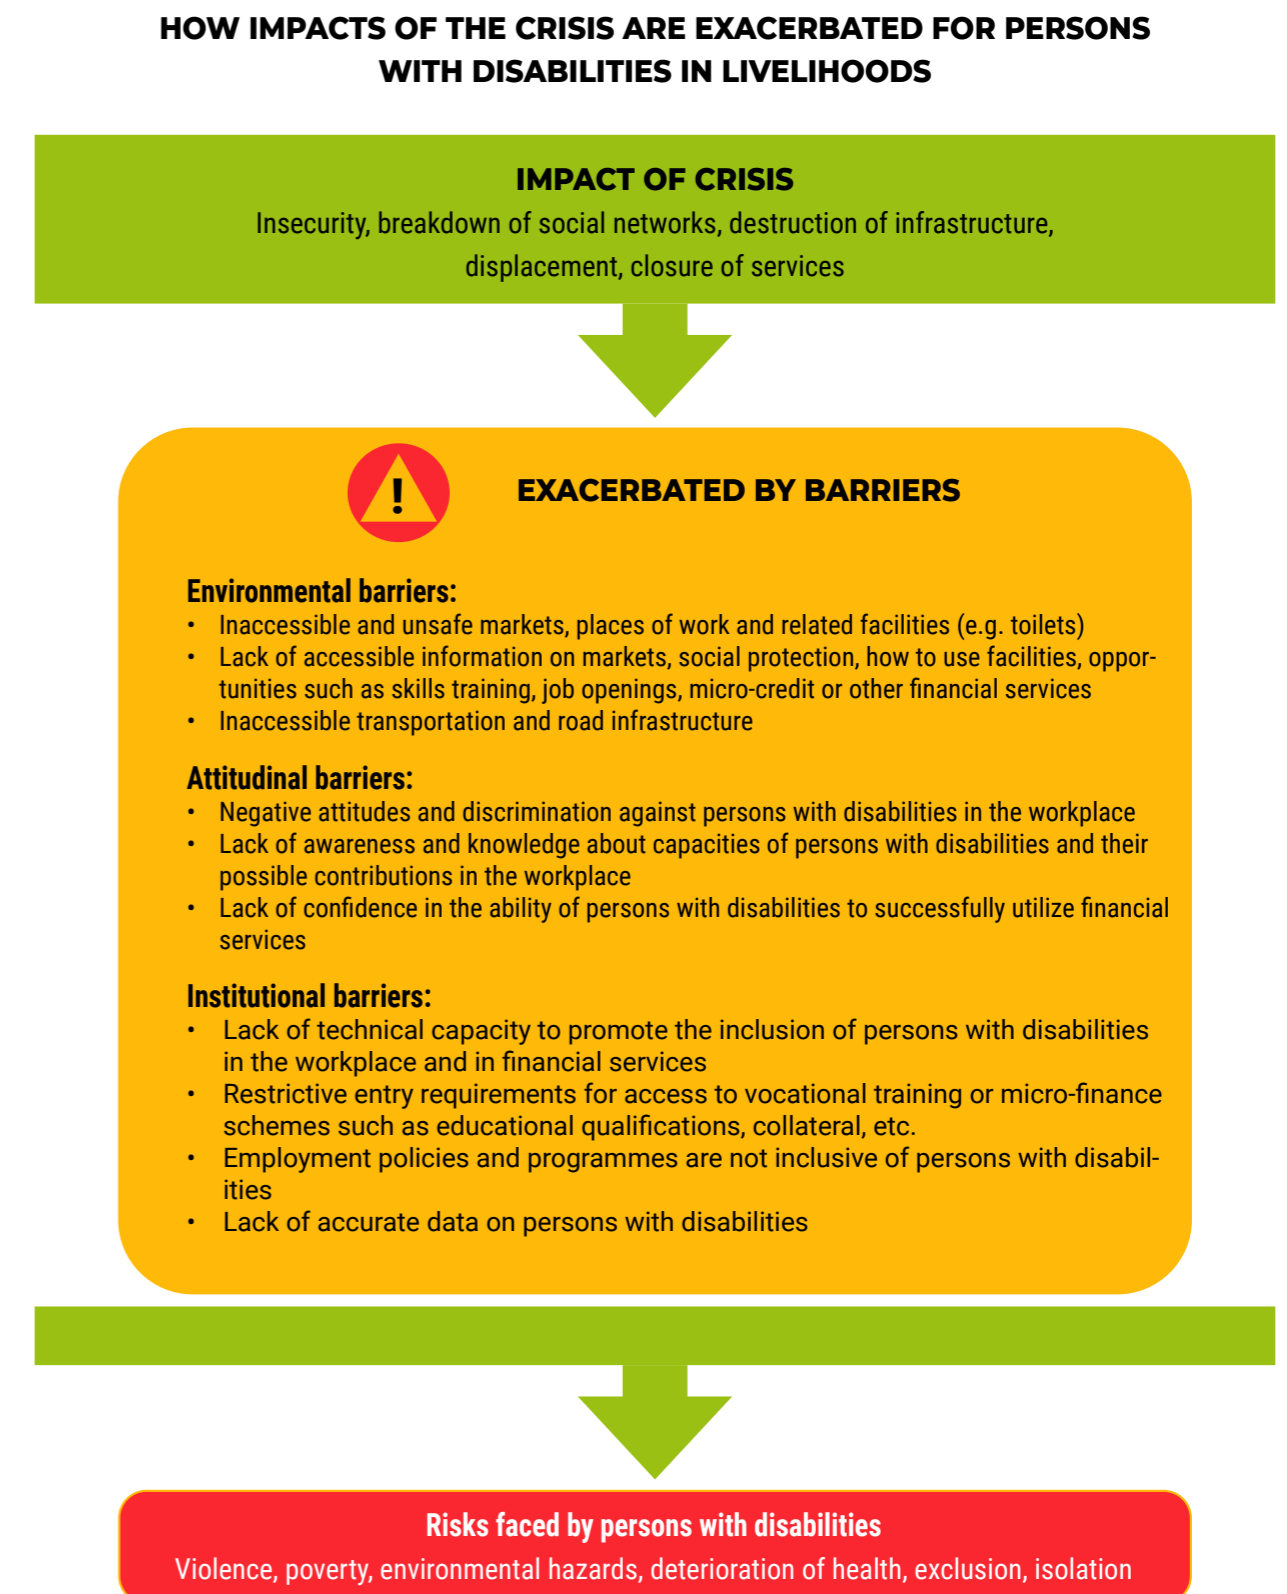 HOW IMPACTS OF THE CRISIS ARE EXACERBATED FOR PERSONS
WITH DISABILITIES IN LIVELIHOODS
IMPACT OF CRISIS
Insecurity, breakdown of social networks, destruction of infrastructure,
displacement, closure of services
!
EXACERBATED BY BARRIERS
Environmental barriers:
• Inaccessible and unsafe markets, places of work and related facilities (e.g. toilets)
• Lack of accessible information on markets, social protection, how to use facilities, oppor-
tunities such as skills training, job openings, micro-credit or other financial services
• Inaccessible transportation and road infrastructure
Attitudinal barriers:
• Negative attitudes and discrimination against persons with disabilities in the workplace
• Lack of awareness and knowledge about capacities of persons with disabilities and their
possible contributions in the workplace
• Lack of confidence in the ability of persons with disabilities to successfully utilize financial
services
Institutional barriers:
• Lack of technical capacity to promote the inclusion of persons with disabilities
in the workplace and in financial services
• Restrictive entry requirements for access to vocational training or micro-finance
schemes such as educational qualifications, collateral, etc.
• Employment policies and programmes are not inclusive of persons with disabil-
ities
• Lack of accurate data on persons with disabilities
Risks faced by persons with disabilities
Violence, poverty, environmental hazards, deterioration of health, exclusion, isolation